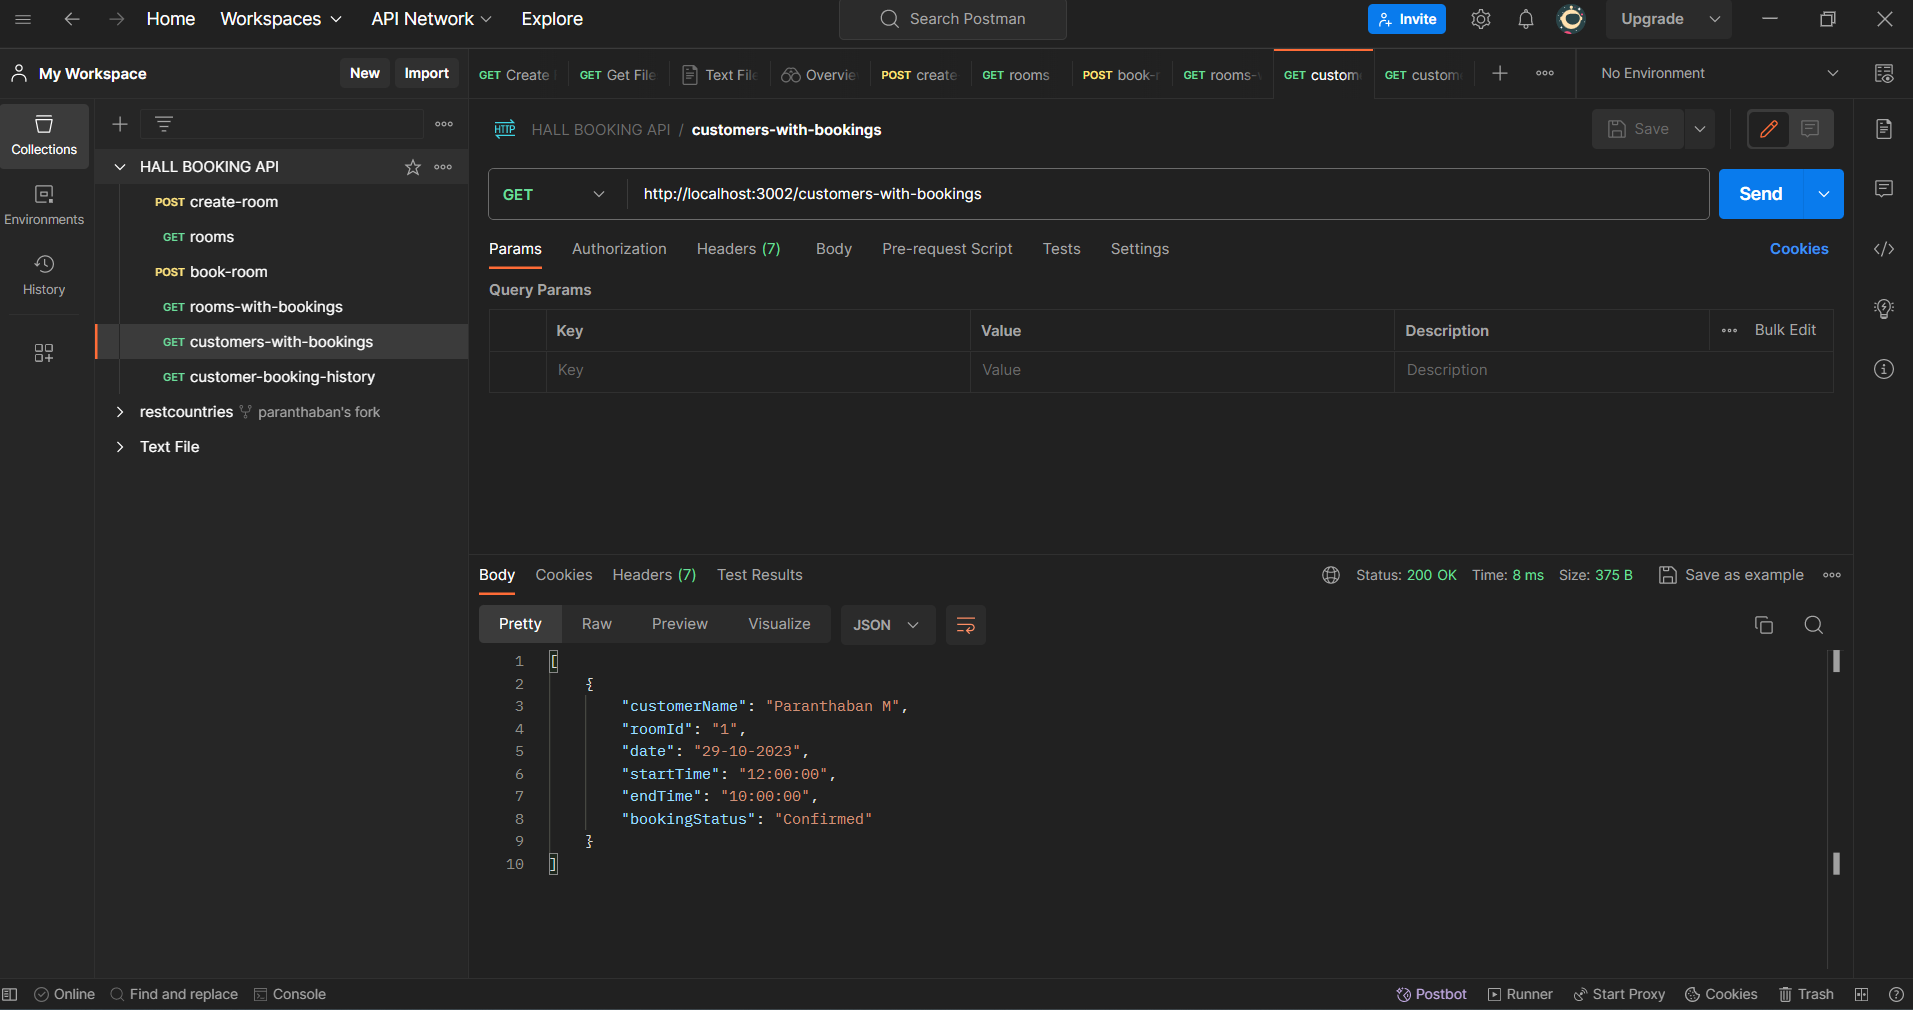 Home Workspaces API Network Explore Search Postman Invite Upgrade
My Workspace New Import
GET Create GET Get File Text File Overvie POST create GET rooms POST book-r GET rooms- GET custom GET custome No Environment
Collections
Environments
History
HALL BOOKING API
POST create-room
GET rooms
POST book-room
GET rooms-with-bookings
GET customers-with-bookings
GET customer-booking-history
restcountries paranthaban's fork
Text File
HTTP HALL BOOKING API / customers-with-bookings Save
GET http://localhost:3002/customers-with-bookings Send
Params Authorization Headers (7) Body Pre-request Script Tests Settings Cookies
Query Params
Key Value Description Bulk Edit
Key Value Description
Body Cookies Headers (7) Test Results Status: 200 OK Time: 8 ms Size: 375 B Save as example
Pretty Raw Preview Visualize JSON
1 [
2 {
3 "customerName": "Paranthaban M",
4 "roomId": "1",
5 "date": "29-10-2023",
6 "startTime": "12:00:00",
7 "endTime": "10:00:00",
8 "bookingStatus": "Confirmed"
9 }
10 ]
Online Find and replace Console Postbot Runner Start Proxy Cookies Trash